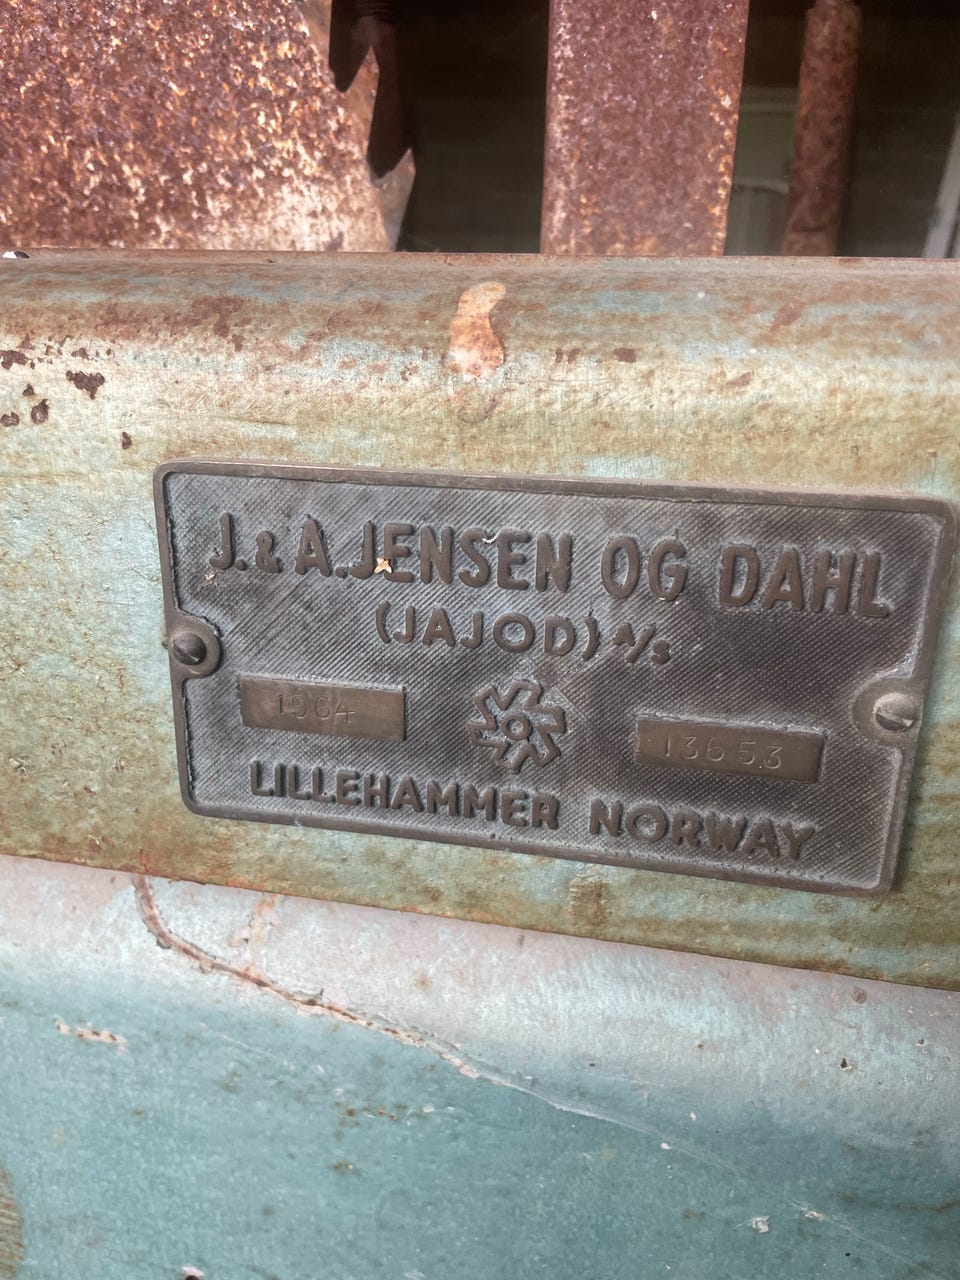 J. & A. JENSEN OG DAHL
(JAJOD) A/S
1964
13653
LILLEHAMMER NORWAY